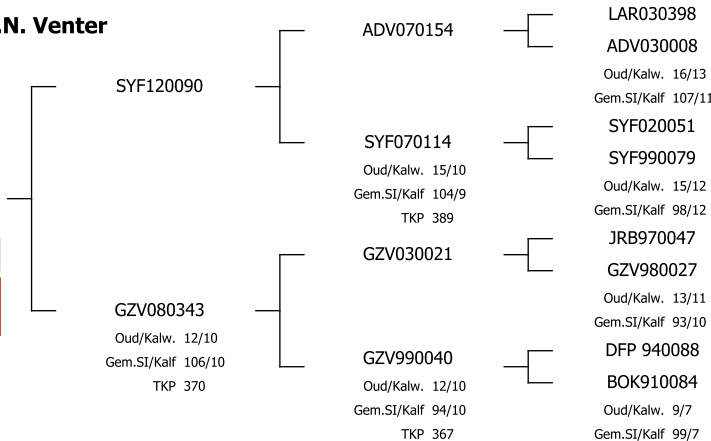 .N. Venter
SYF120090
GZV080343
Oud/Kalw. 12/10
Gem.SI/Kalf 106/10
TKP 370
ADV070154
SYF070114
Oud/Kalw. 15/10
Gem.SI/Kalf 104/9
TKP 389
GZV030021
GZV990040
Oud/Kalw. 12/10
Gem.SI/Kalf 94/10
TKP 367
LAR030398
ADV030008
Oud/Kalw. 16/13
Gem.SI/Kalf 107/11
SYF020051
SYF990079
Oud/Kalw. 15/12
Gem.SI/Kalf 98/12
JRB970047
GZV980027
Oud/Kalw. 13/11
Gem.SI/Kalf 93/10
DFP 940088
BOK910084
Oud/Kalw. 9/7
Gem.SI/Kalf 99/7